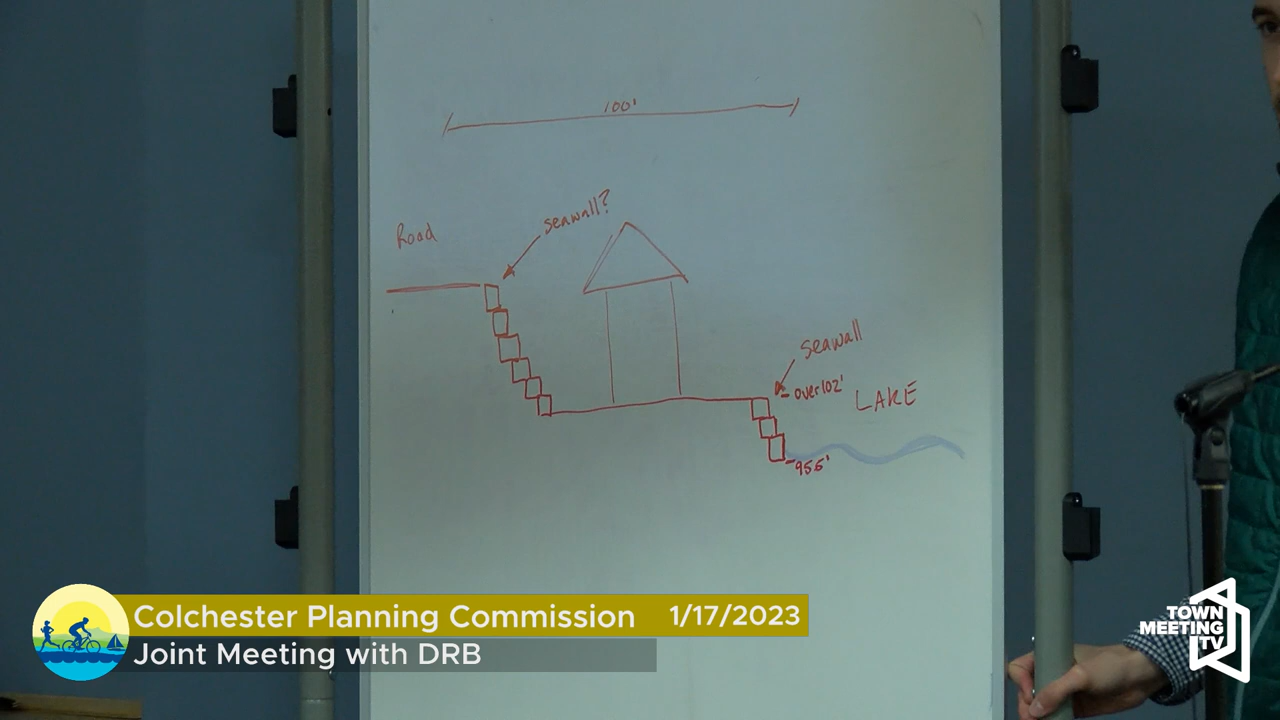 100'
seawall?
Road
seawall
over 102'
LAKE
95.5'
Colchester Planning Commission 1/17/2023
Joint Meeting with DRB
TOWN
MEETING
TV